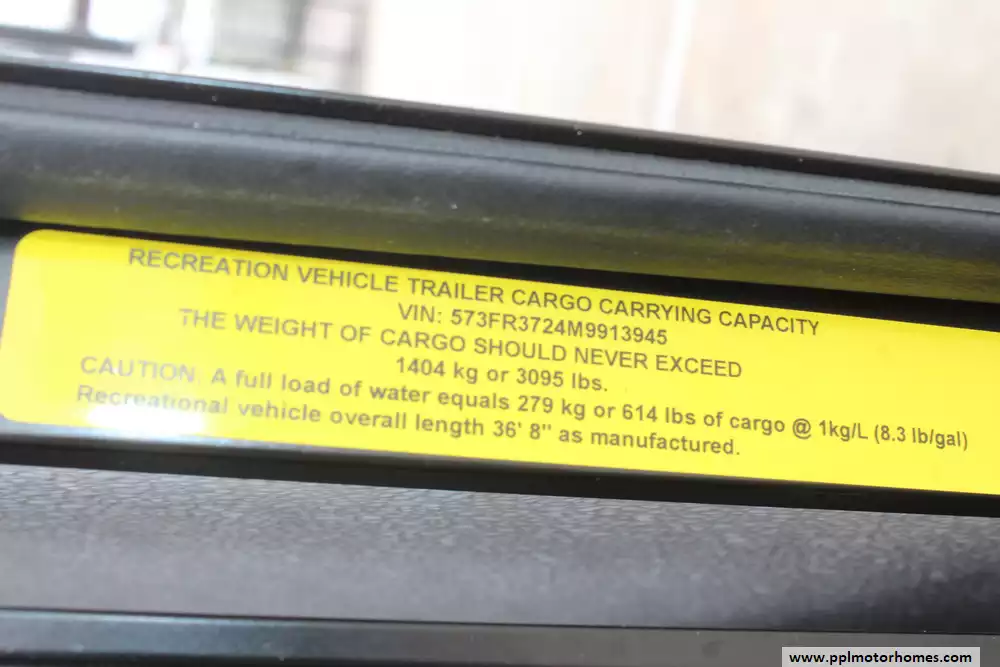 RECREATION VEHICLE TRAILER CARGO CARRYING CAPACITY
VIN: 573FR3724M9913945
THE WEIGHT OF CARGO SHOULD NEVER EXCEED
1404 kg or 3095 lbs.
CAUTION: A full load of water equals 279 kg or 614 lbs of cargo @ 1kg/L (8.3 lb/gal)
Recreational vehicle overall length 36' 8" as manufactured.
www.pplmotorhomes.com